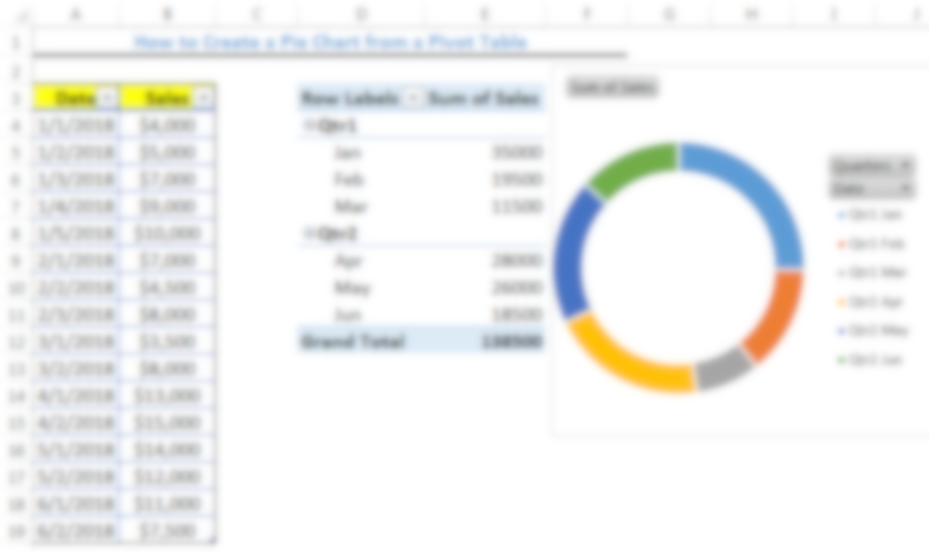 A B C D E F G H I J
1 How to Create a Pie Chart from a Pivot Table
2
3 Date Sales Row Labels Sum of Sales
Sum of Sales
4 1/1/2018 $4,000 Qtr1
5 1/2/2018 $5,000 Jan 35000
6 1/3/2018 $7,000 Feb 19500
7 1/4/2018 $9,000 Mar 11500
8 1/5/2018 $10,000 Qtr2
9 2/1/2018 $7,000 Apr 28000
10 2/2/2018 $4,500 May 26000
11 2/3/2018 $8,000 Jun 18500
12 3/1/2018 $3,500 Grand Total 138500
13 3/2/2018 $8,000
14 4/1/2018 $13,000
15 4/2/2018 $15,000
16 5/1/2018 $14,000
17 5/2/2018 $12,000
18 6/1/2018 $11,000
19 6/2/2018 $7,500
Quarters
Date
Qtr1 Jan
Qtr1 Feb
Qtr1 Mar
Qtr2 Apr
Qtr2 May
Qtr2 Jun